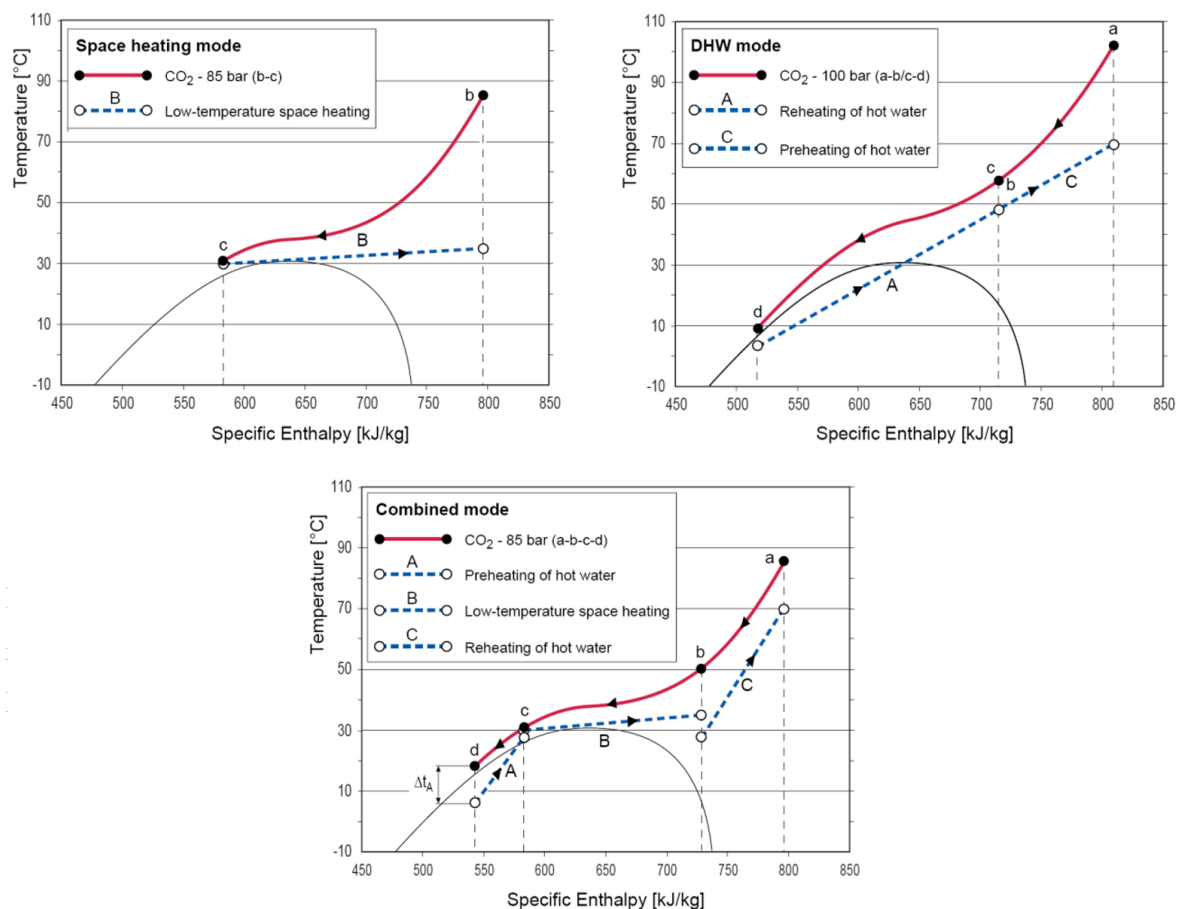 Space heating mode
CO₂ - 85 bar (b-c)
B
Low-temperature space heating
Temperature [°C]
110
90
70
50
30
10
-10
b
c
B
450 500 550 600 650 700 750 800 850
Specific Enthalpy [kJ/kg]
DHW mode
CO₂ - 100 bar (a-b/c-d)
A
Reheating of hot water
C
Preheating of hot water
Temperature [°C]
110
90
70
50
30
10
-10
a
c
b
C
A
d
450 500 550 600 650 700 750 800 850
Specific Enthalpy [kJ/kg]
Combined mode
CO₂ - 85 bar (a-b-c-d)
A
Preheating of hot water
B
Low-temperature space heating
C
Reheating of hot water
Temperature [°C]
110
90
70
50
30
10
-10
a
b
C
c
B
d
A
Δt_A
450 500 550 600 650 700 750 800 850
Specific Enthalpy [kJ/kg]